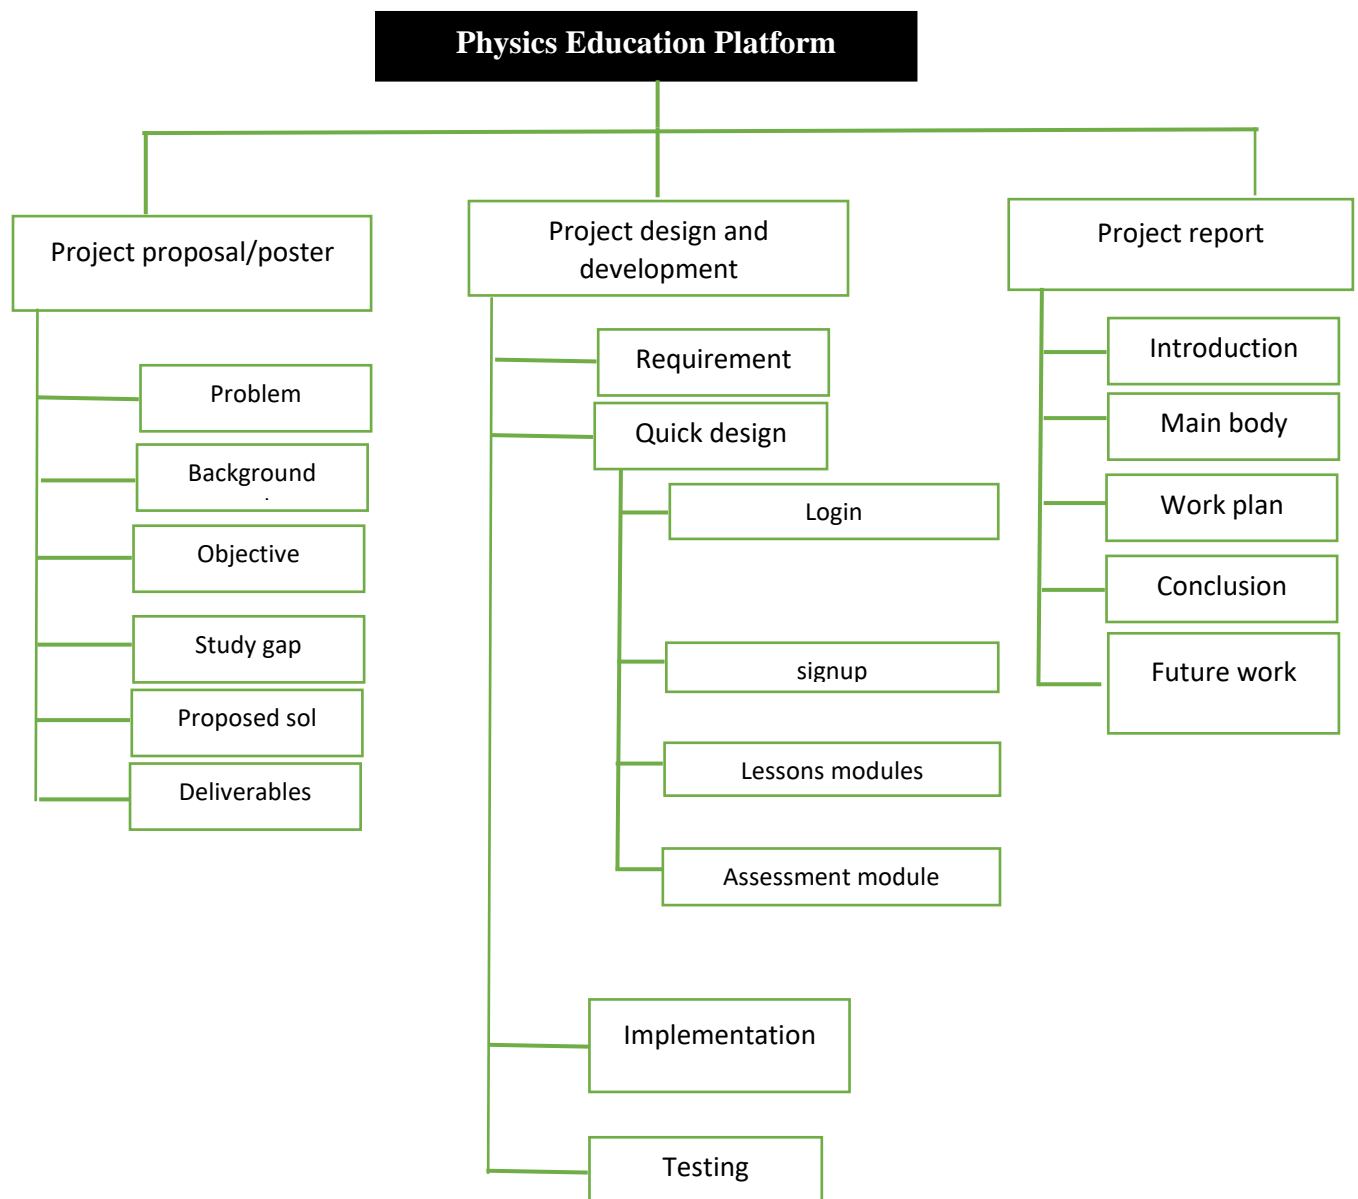 Physics Education Platform
Project proposal/poster
Problem
Background
Objective
Study gap
Proposed sol
Deliverables
Project design and
development
Requirement
Quick design
Login
signup
Lessons modules
Assessment module
Implementation
Testing
Project report
Introduction
Main body
Work plan
Conclusion
Future work